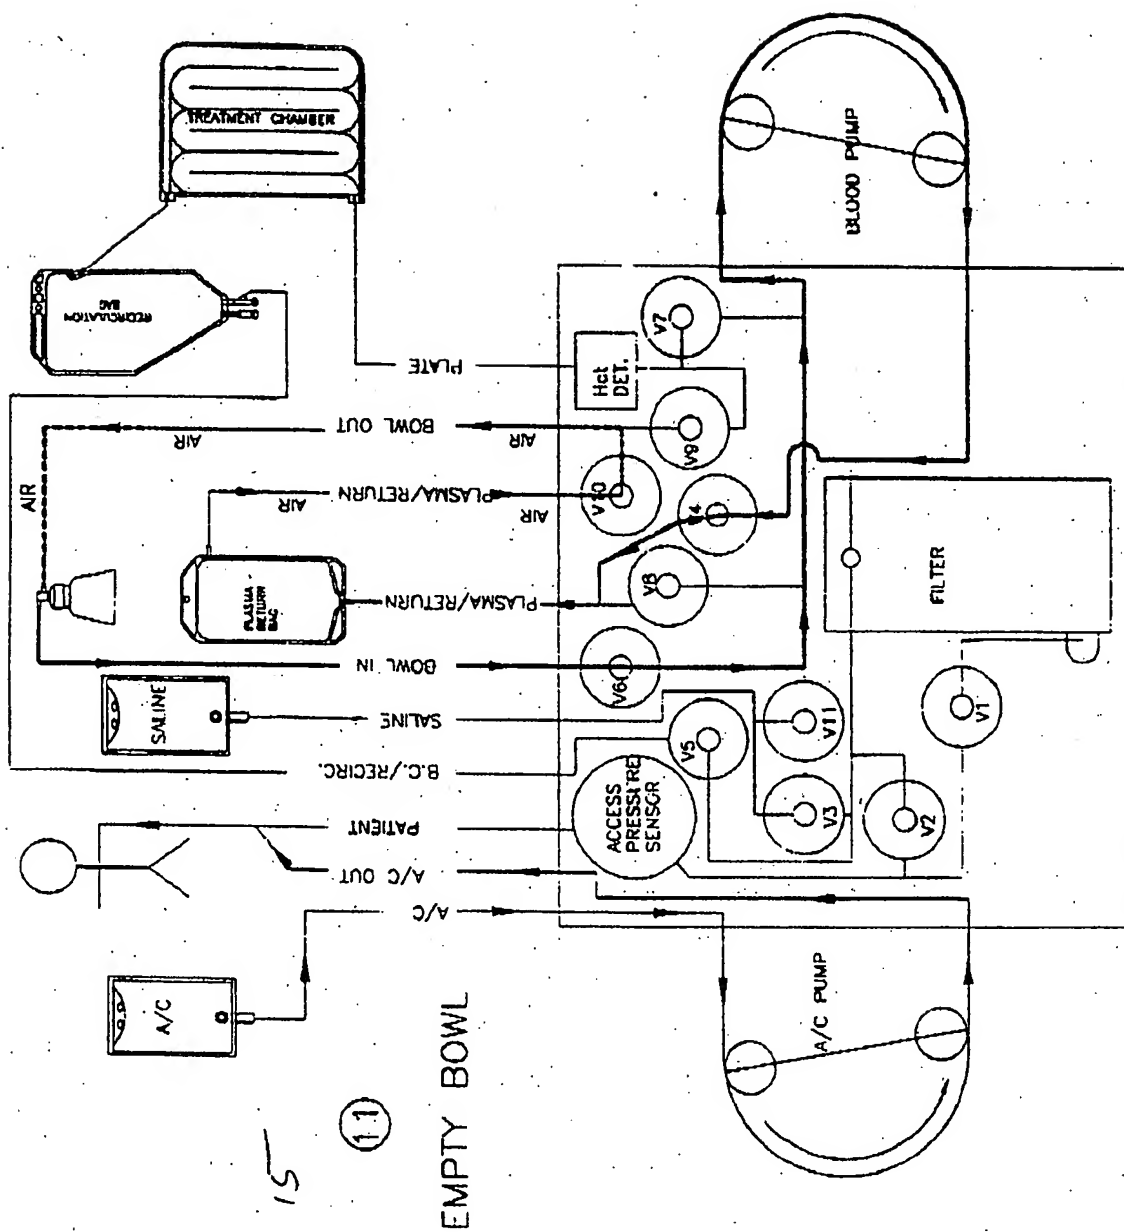 TREATMENT CHAMBER
RECIRCULATION
BAG
BLOOD PUMP
PLATE
Hct
DET.
V7
BOWL OUT
AIR
AIR
AIR
V9
PLASMA/RETURN
AIR
AIR
V10
V4
PLASMA
RETURN
BAG
PLASMA/RETURN
V8
FILTER
BOWL IN
V6
SALINE
SALINE
V11
V1
B.C./RECIRC.
V5
ACCESS
PRESSURE
SENSOR
V3
V2
PATIENT
A/C OUT
A/C
A/C
A/C PUMP
15
11
EMPTY BOWL